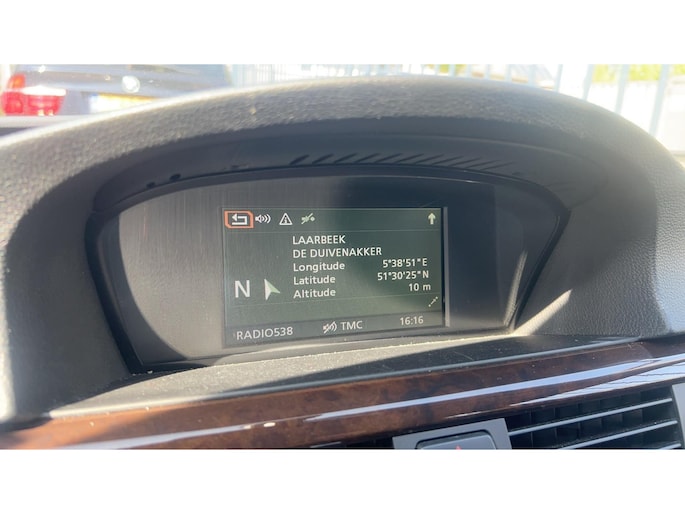 LAARBEEK
DE DUIVENAKKER
Longitude 5°38'51"E
Latitude 51°30'25"N
Altitude 10 m
N
RADIO538 TMC 16:16